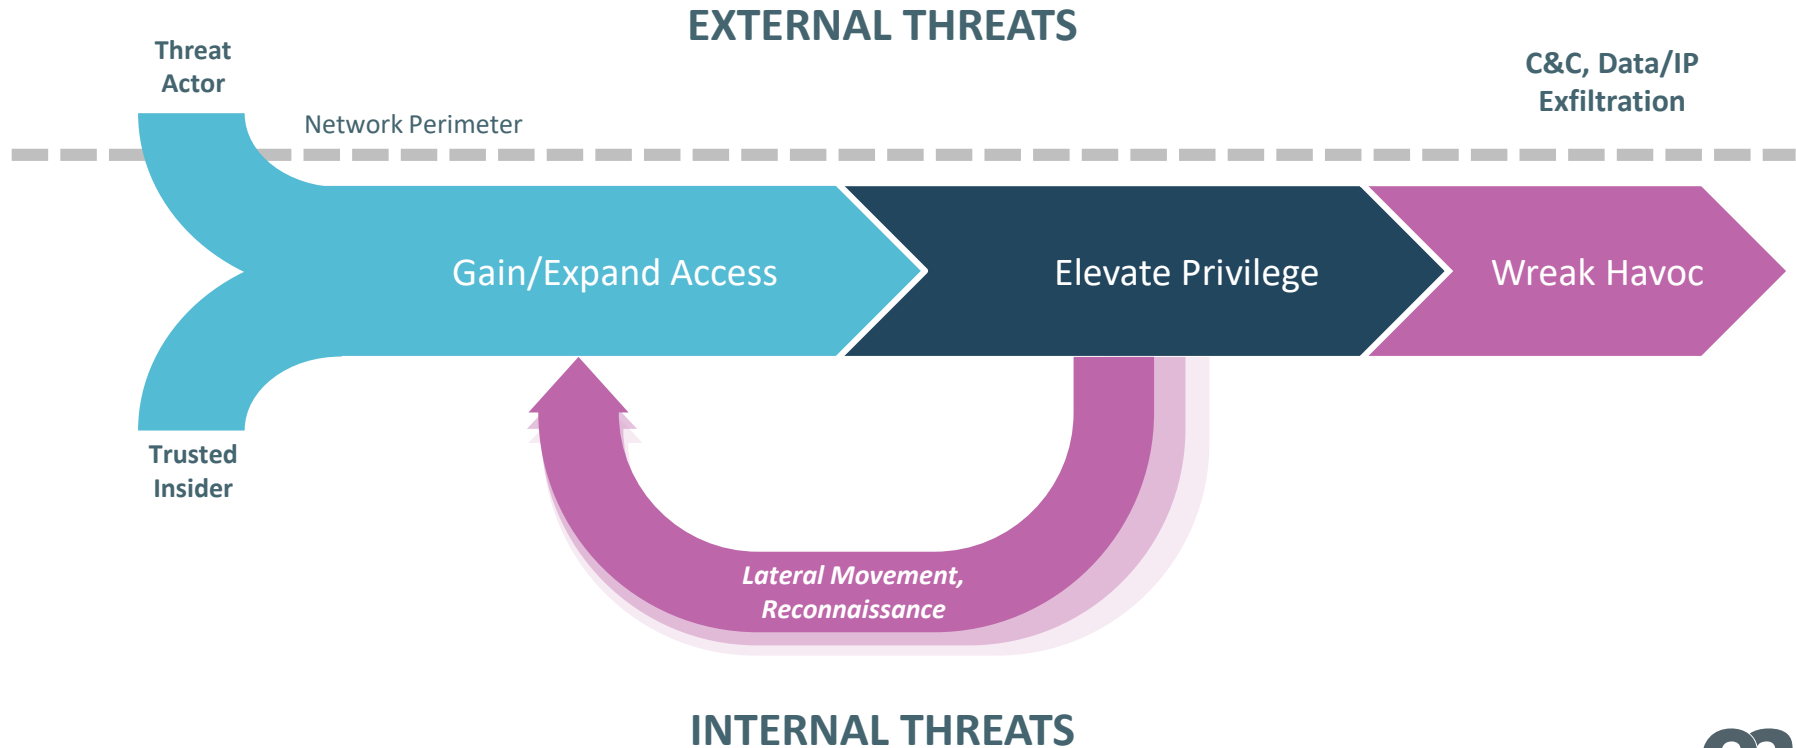 EXTERNAL THREATS
Threat
Actor
C&C, Data/IP
Exfiltration
Network Perimeter
Gain/Expand Access
Elevate Privilege
Wreak Havoc
Trusted
Insider
Lateral Movement,
Reconnaissance
INTERNAL THREATS